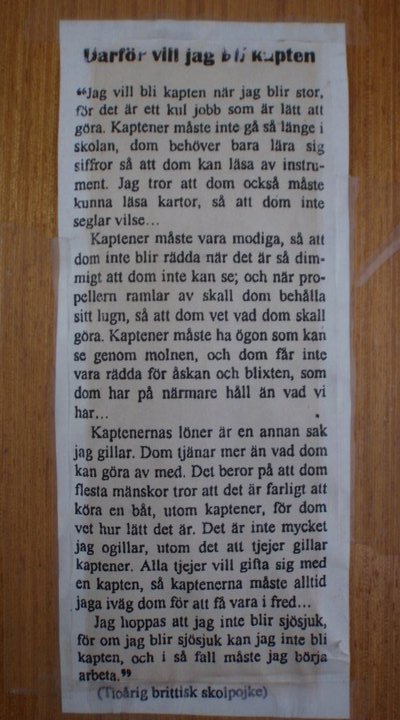 Därför vill jag bli kapten
“Jag vill bli kapten när jag blir stor,
för det är ett kul jobb som är lätt att
göra. Kaptener måste inte gå så länge i
skolan, dom behöver bara lära sig
siffror så att dom kan läsa av instru-
ment. Jag tror att dom också måste
kunna läsa kartor, så att dom inte
seglar vilse...
Kaptener måste vara modiga, så att
dom inte blir rädda när det är så dim-
migt att dom inte kan se; och när pro-
pellern ramlar av skall dom behålla
sitt lugn, så att dom vet vad dom skall
göra. Kaptener måste ha ögon som kan
se genom molnen, och dom får inte
vara rädda för åskan och blixten, som
dom har på närmare håll än vad vi
har...
Kaptenernas löner är en annan sak
jag gillar. Dom tjänar mer än vad dom
kan göra av med. Det beror på att dom
flesta mänskor tror att det är farligt att
köra en båt, utom kaptener, för dom
vet hur lätt det är. Det är inte mycket
jag ogillar, utom det att tjejer gillar
kaptener. Alla tjejer vill gifta sig med
en kapten, så kaptenerna måste alltid
jaga iväg dom för att få vara i fred...
Jag hoppas att jag inte blir sjösjuk,
för om jag blir sjösjuk kan jag inte bli
kapten, och i så fall måste jag börja
arbeta.”
(Tioårig brittisk skolpojke)